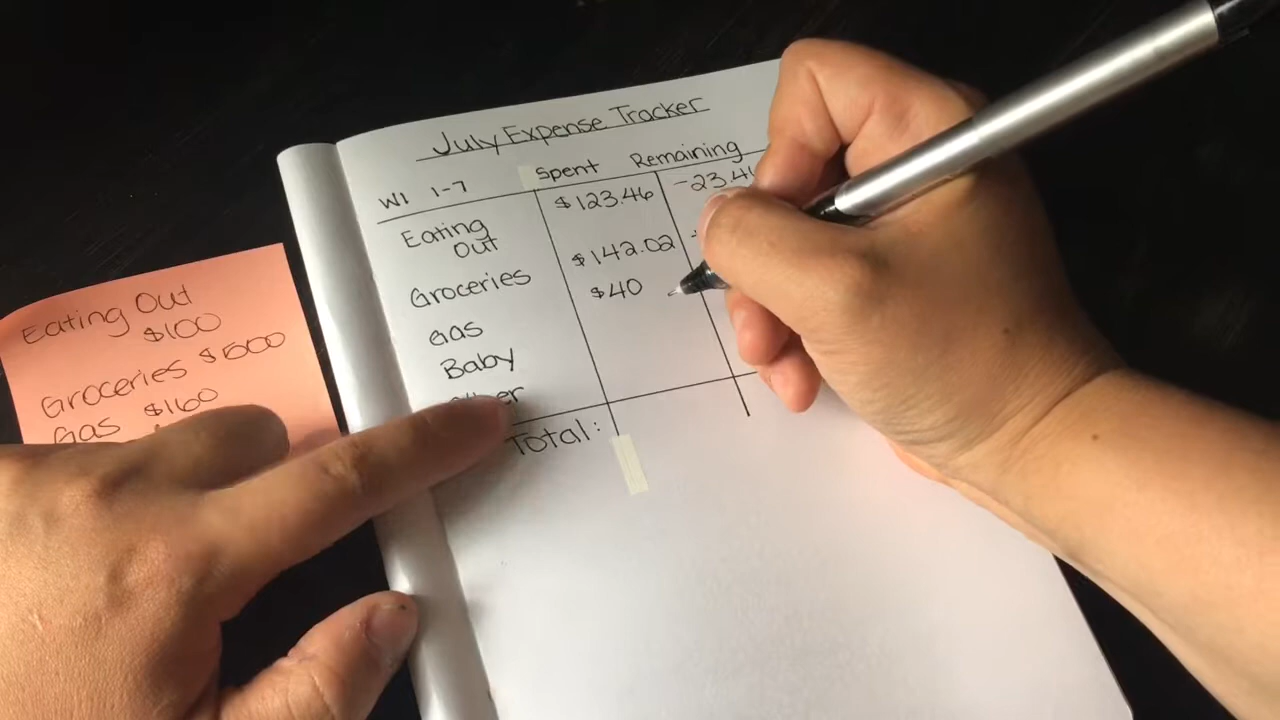 July Expense Tracker
W1 1-7 Spent Remaining
Eating Out $123.46 -23.46
Groceries $142.02
Gas $40
Baby
Other
Total:
Eating Out
$100
Groceries $500
Gas $160